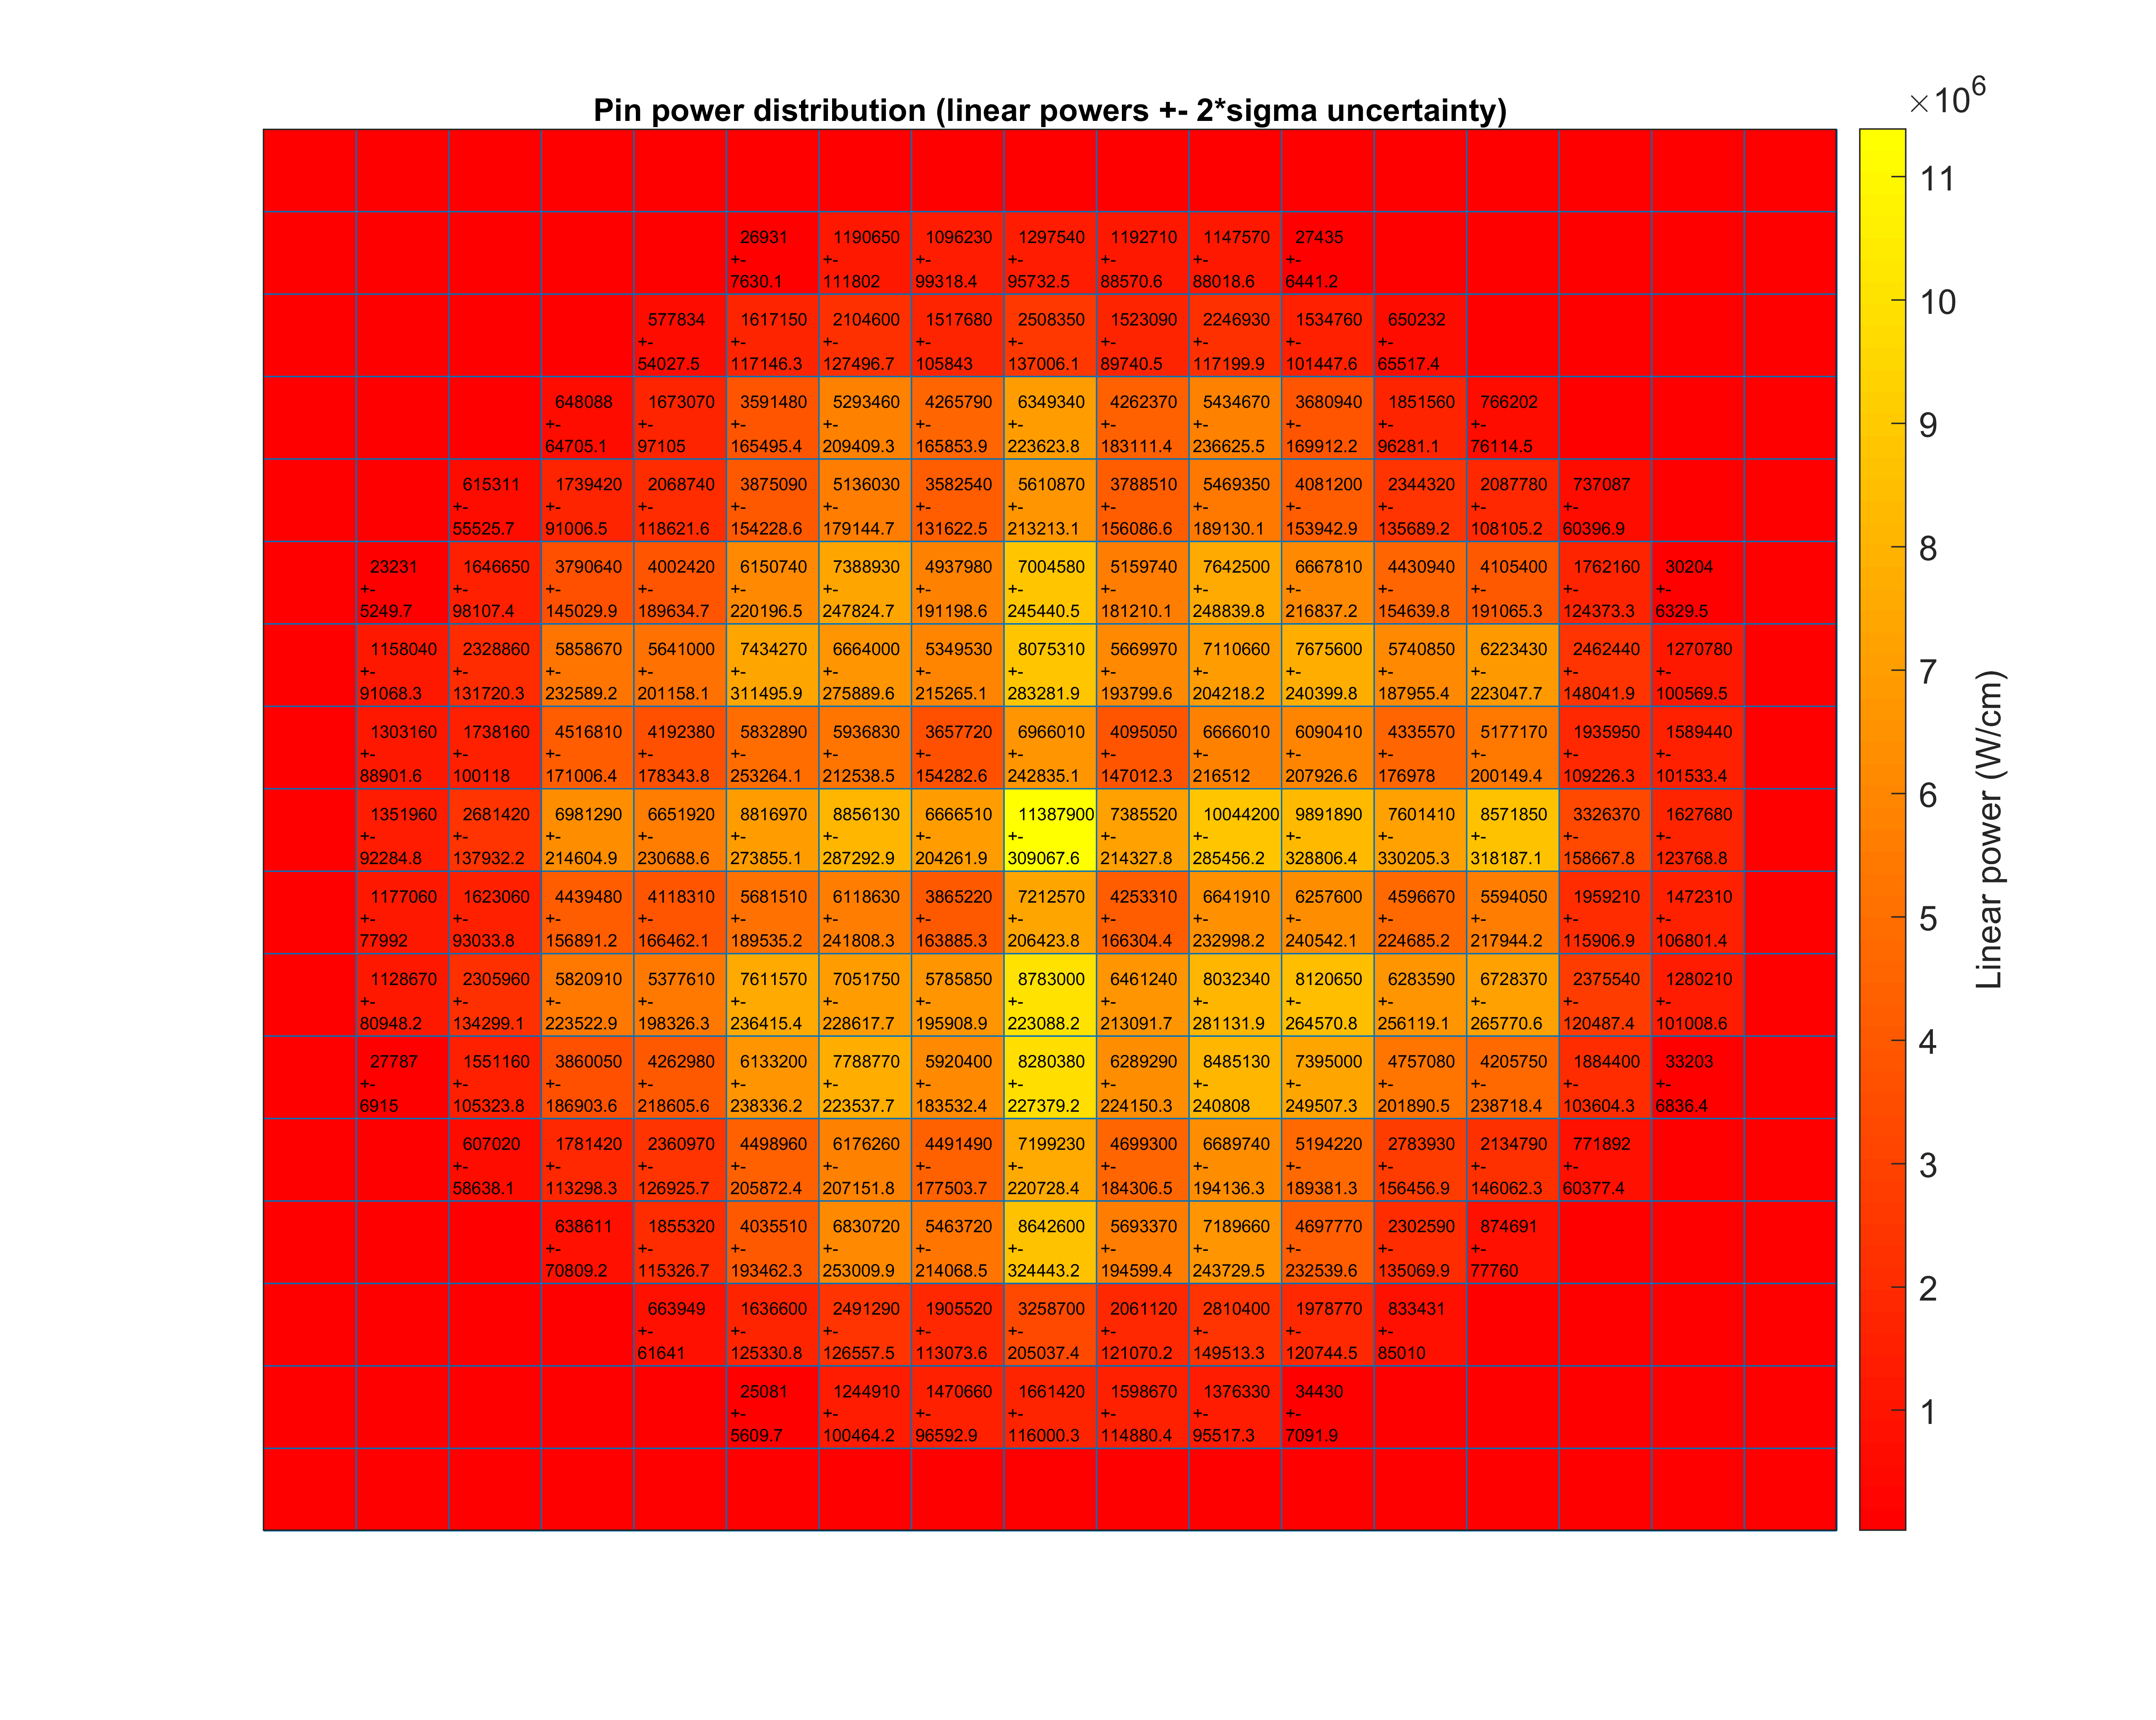 ×10⁶
Pin power distribution (linear powers +- 2*sigma uncertainty)
26931 1190650 1096230 1297540 1192710 1147570 27435
+- +- +- +- +- +- +-
7630.1 111802 99318.4 95732.5 88570.6 88018.6 6441.2
577834 1617150 2104600 1517680 2508350 1523090 2246930 1534760 650232
+- +- +- +- +- +- +- +- +-
54027.5 117146.3 127496.7 105843 137006.1 89740.5 117199.9 101447.6 65517.4
648088 1673070 3591480 5293460 4265790 6349340 4262370 5434670 3680940 1851560 766202
+- +- +- +- +- +- +- +- +- +- +-
64705.1 97105 165495.4 209409.3 165853.9 223623.8 183111.4 236625.5 169912.2 96281.1 76114.5
615311 1739420 2068740 3875090 5136030 3582540 5610870 3788510 5469350 4081200 2344320 2087780 737087
+- +- +- +- +- +- +- +- +- +- +- +- +-
55525.7 91006.5 118621.6 154228.6 179144.7 131622.5 213213.1 156086.6 189130.1 153942.9 135689.2 108105.2 60396.9
23231 1646650 3790640 4002420 6150740 7388930 4937980 7004580 5159740 7642500 6667810 4430940 4105400 1762160 30204
+- +- +- +- +- +- +- +- +- +- +- +- +- +- +-
5249.7 98107.4 145029.9 189634.7 220196.5 247824.7 191198.6 245440.5 181210.1 248839.8 216837.2 154639.8 191065.3 124373.3 6329.5
1158040 2328860 5858670 5641000 7434270 6664000 5349530 8075310 5669970 7110660 7675600 5740850 6223430 2462440 1270780
+- +- +- +- +- +- +- +- +- +- +- +- +- +- +-
91068.3 131720.3 232589.2 201158.1 311495.9 275889.6 215265.1 283281.9 193799.6 204218.2 240399.8 187955.4 223047.7 148041.9 100569.5
1303160 1738160 4516810 4192380 5832890 5936830 3657720 6966010 4095050 6666010 6090410 4335570 5177170 1935950 1589440
+- +- +- +- +- +- +- +- +- +- +- +- +- +- +-
88901.6 100118 171006.4 178343.8 253264.1 212538.5 154282.6 242835.1 147012.3 216512 207926.6 176978 200149.4 109226.3 101533.4
1351960 2681420 6981290 6651920 8816970 8856130 6666510 11387900 7385520 10044200 9891890 7601410 8571850 3326370 1627680
+- +- +- +- +- +- +- +- +- +- +- +- +- +- +-
92284.8 137932.2 214604.9 230688.6 273855.1 287292.9 204261.9 309067.6 214327.8 285456.2 328806.4 330205.3 318187.1 158667.8 123768.8
1177060 1623060 4439480 4118310 5681510 6118630 3865220 7212570 4253310 6641910 6257600 4596670 5594050 1959210 1472310
+- +- +- +- +- +- +- +- +- +- +- +- +- +- +-
77992 93033.8 156891.2 166462.1 189535.2 241808.3 163885.3 206423.8 166304.4 232998.2 240542.1 224685.2 217944.2 115906.9 106801.4
1128670 2305960 5820910 5377610 7611570 7051750 5785850 8783000 6461240 8032340 8120650 6283590 6728370 2375540 1280210
+- +- +- +- +- +- +- +- +- +- +- +- +- +- +-
80948.2 134299.1 223522.9 198326.3 236415.4 228617.7 195908.9 223088.2 213091.7 281131.9 264570.8 256119.1 265770.6 120487.4 101008.6
27787 1551160 3860050 4262980 6133200 7788770 5920400 8280380 6289290 8485130 7395000 4757080 4205750 1884400 33203
+- +- +- +- +- +- +- +- +- +- +- +- +- +- +-
6915 105323.8 186903.6 218605.6 238336.2 223537.7 183532.4 227379.2 224150.3 240808 249507.3 201890.5 238718.4 103604.3 6836.4
607020 1781420 2360970 4498960 6176260 4491490 7199230 4699300 6689740 5194220 2783930 2134790 771892
+- +- +- +- +- +- +- +- +- +- +- +- +-
58638.1 113298.3 126925.7 205872.4 207151.8 177503.7 220728.4 184306.5 194136.3 189381.3 156456.9 146062.3 60377.4
638611 1855320 4035510 6830720 5463720 8642600 5693370 7189660 4697770 2302590 874691
+- +- +- +- +- +- +- +- +- +- +-
70809.2 115326.7 193462.3 253009.9 214068.5 324443.2 194599.4 243729.5 232539.6 135069.9 77760
663949 1636600 2491290 1905520 3258700 2061120 2810400 1978770 833431
+- +- +- +- +- +- +- +- +-
61641 125330.8 126557.5 113073.6 205037.4 121070.2 149513.3 120744.5 85010
25081 1244910 1470660 1661420 1598670 1376330 34430
+- +- +- +- +- +- +-
5609.7 100464.2 96592.9 116000.3 114880.4 95517.3 7091.9
11
10
9
8
7
6
5
4
3
2
1
Linear power (W/cm)